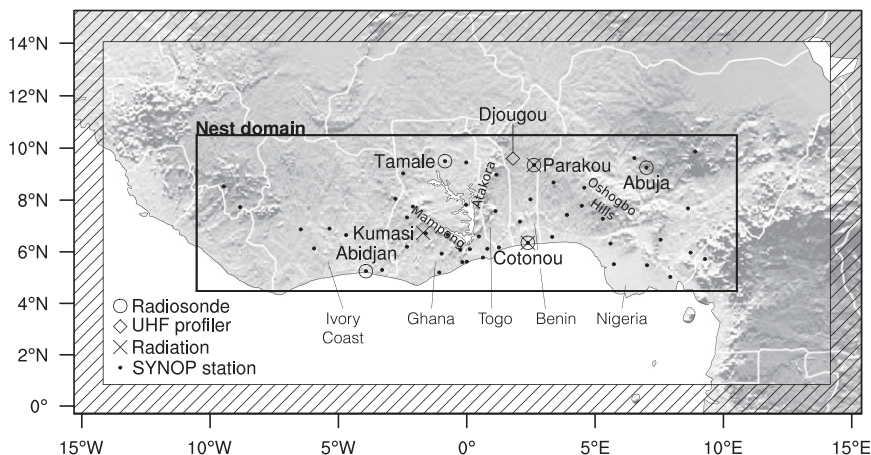 14°N
12°N
10°N
8°N
6°N
4°N
2°N
0°
Nest domain
Djougou
Tamale
Parakou
Abuja
Atakora
Oshogbo
Hills
Mampong
Kumasi
Abidjan
Cotonou
Ivory
Coast
Ghana
Togo
Benin
Nigeria
Radiosonde
UHF profiler
Radiation
SYNOP station
15°W
10°W
5°W
0°
5°E
10°E
15°E